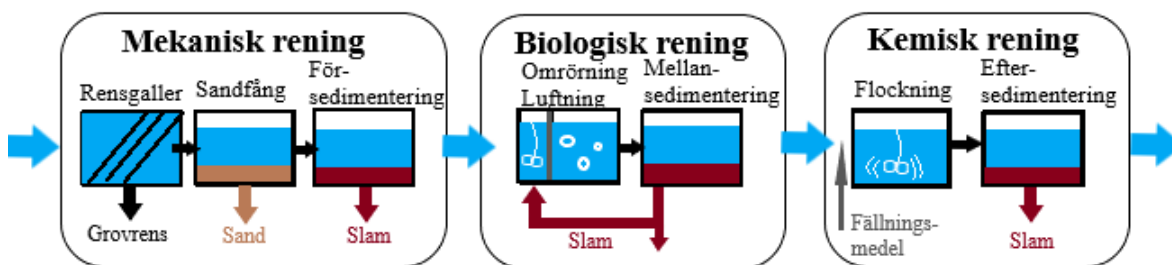 Mekanisk rening
Rensgaller
Sandfång
För-
sedimentering
Grovrens
Sand
Slam
Biologisk rening
Omrörning
Luftning
Mellan-
sedimentering
Slam
Kemisk rening
Flockning
Efter-
sedimentering
Fällnings-
medel
Slam